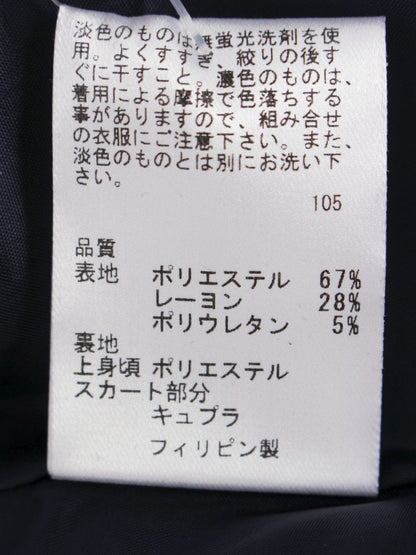 淡色のものは無蛍光洗剤を使
用。よくすすぎ、絞りの後す
ぐに干すこと。濃色のものは、
着用による摩擦で色落ちする
事がありますので、組み合せ
の衣服にご注意下さい。また、
淡色のものとは別にお洗い下
さい。
105
品質
表地 ポリエステル 67%
レーヨン 28%
ポリウレタン 5%
裏地
上身頃 ポリエステル
スカート部分
キュプラ
フィリピン製